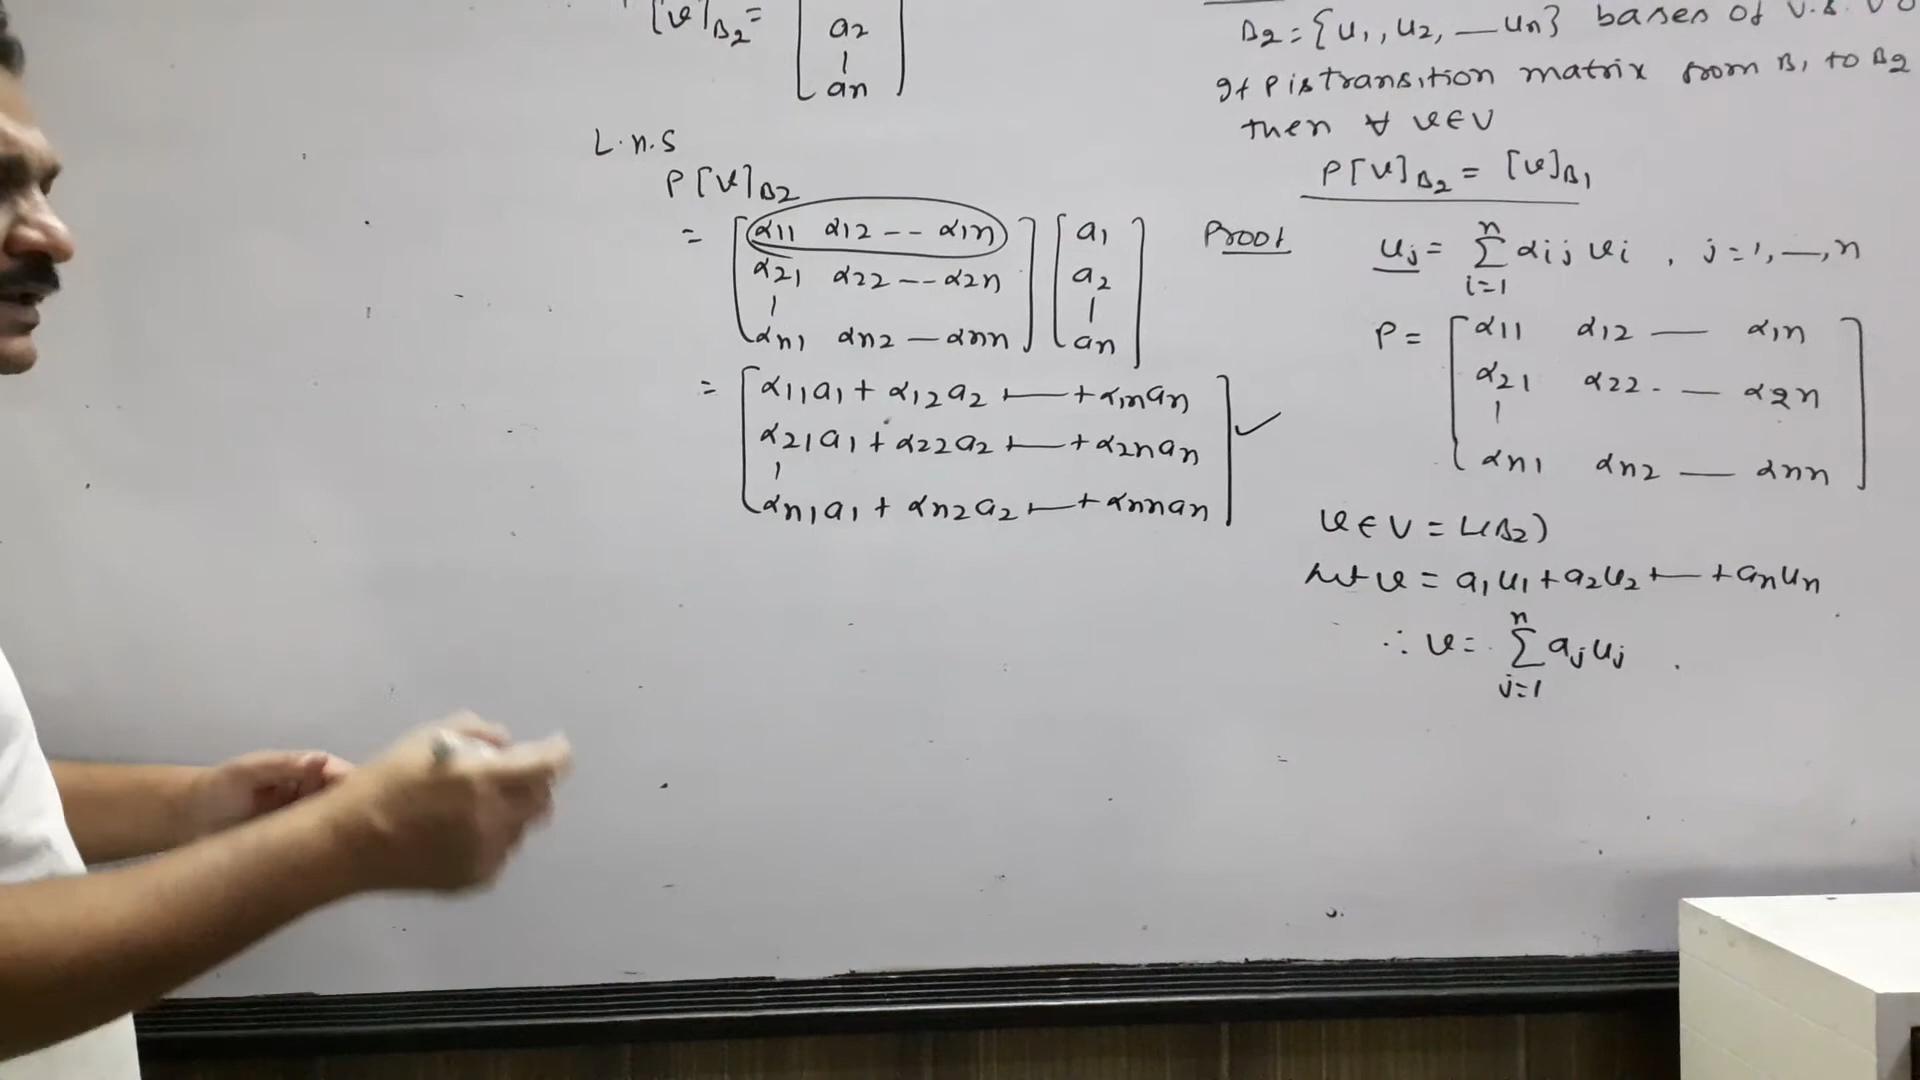 [v]B2 =
a2
|
an
L.H.S
P[v]B2
= [α11 α12 -- α1n] [a1]
α21 α22 -- α2n a2
| |
αn1 αn2 — αnn an
= [α11a1 + α12a2 +—+ α1nan]
α21a1 + α22a2 +—+ α2nan ✓
|
αn1a1 + αn2a2 +—+ αnnan
B2 = {u1, u2, — un} bases of V.S. V
If P is transition matrix from B1 to B2
then ∀ v∈V
P[v]B2 = [v]B1
Proof uj = n∑i=1 αij vi , j=1,—,n
P = [α11 α12 — α1n]
α21 α22 - — α2n
|
αn1 αn2 — αnn
v∈V = L(B2)
let v = a1u1 + a2u2 +—+ anun
∴ v = n∑j=1 ajuj